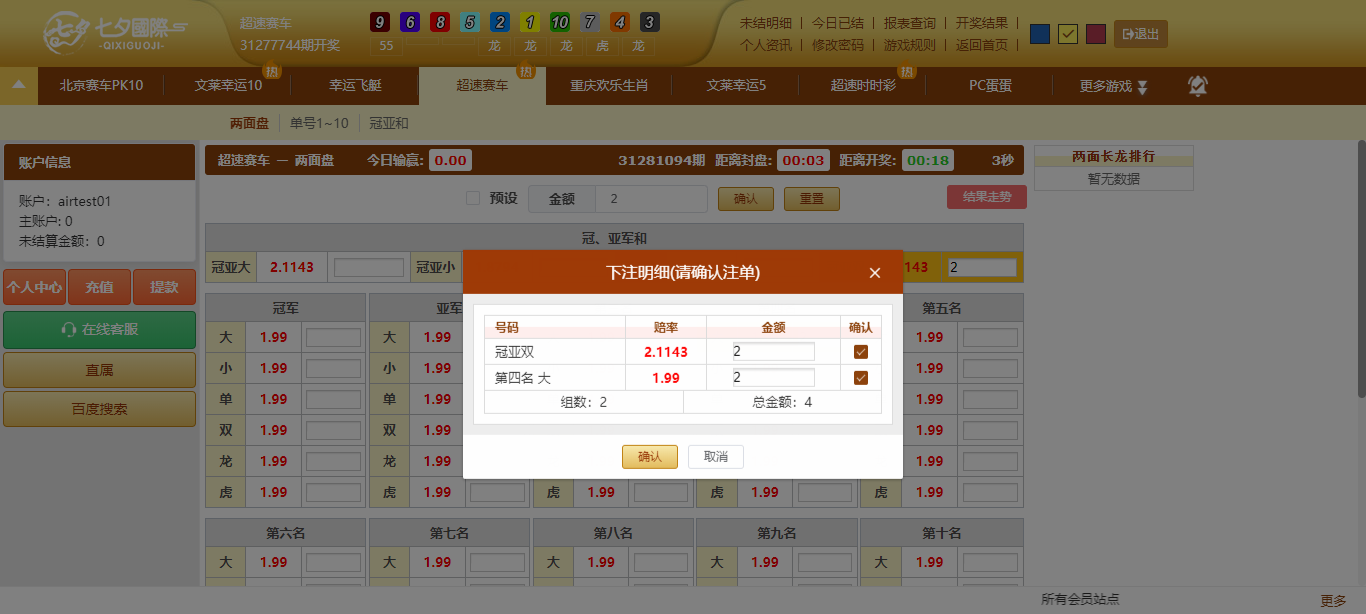 七夕國際
-QIXIGUOJI-
超速赛车
31277744期开奖
9 6 8 5 2 1 10 7 4 3
55 龙 龙 龙 虎 龙
未结明细 今日已结 报表查询 开奖结果
个人资讯 修改密码 游戏规则 返回首页
退出
北京赛车PK10 文莱幸运10 热 幸运飞艇 超速赛车 热 重庆欢乐生肖 文莱幸运5 超速时时彩 热 PC蛋蛋 更多游戏
两面盘 单号1~10 冠亚和
账户信息
账户: airtest01
主账户: 0
未结算金额: 0
个人中心 充值 提款
在线客服
直属
百度搜索
超速赛车 — 两面盘 今日输赢: 0.00 31281094期 距离封盘: 00:03 距离开奖: 00:18 3秒
预设 金额 2 确认 重置 结果走势
两面长龙排行
暂无数据
冠、亚军和
冠亚大 2.1143 冠亚小 143 2
冠军 亚军 第五名
大 1.99 大 1.99 1.99
小 1.99 小 1.99 1.99
单 1.99 单 1.99 1.99
双 1.99 双 1.99 1.99
龙 1.99 龙 1.99 1.99
虎 1.99 虎 1.99 虎 1.99 虎 1.99 虎 1.99
第六名 第七名 第八名 第九名 第十名
大 1.99 大 1.99 大 1.99 大 1.99 大 1.99
下注明细(请确认注单) ×
号码 赔率 金额 确认
冠亚双 2.1143 2
第四名 大 1.99 2
组数: 2 总金额: 4
确认 取消
所有会员站点 更多